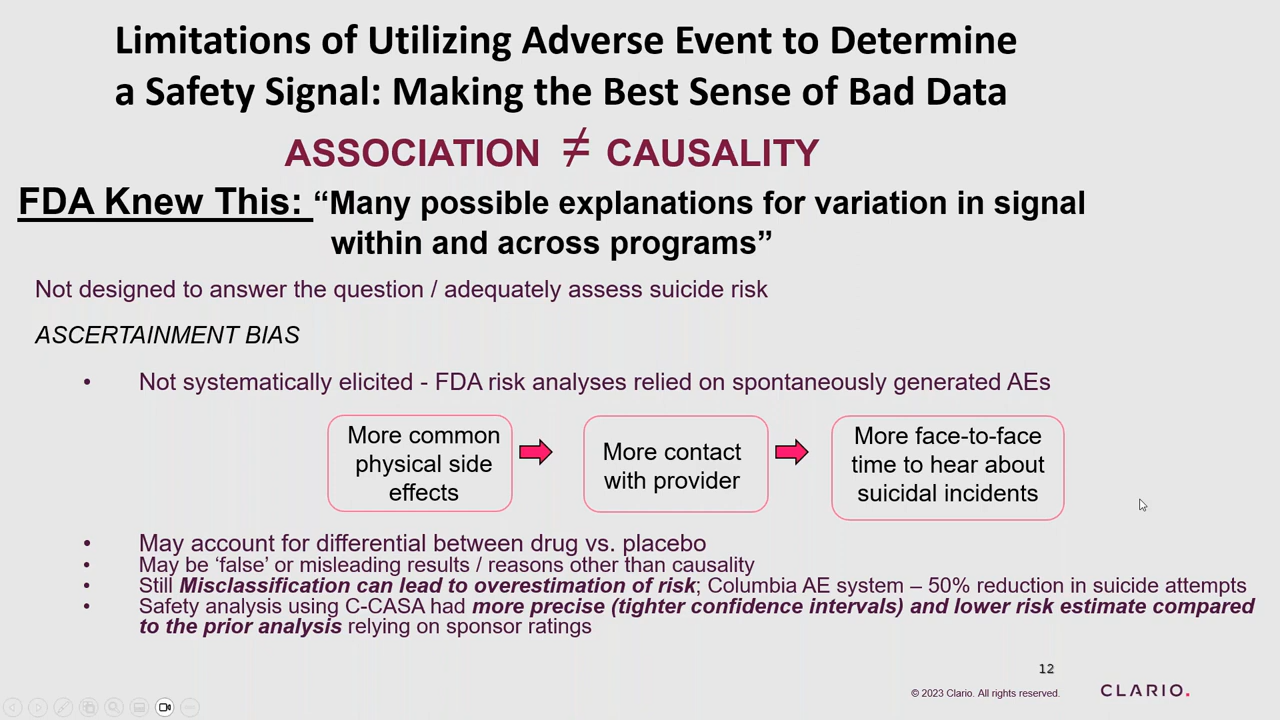 Limitations of Utilizing Adverse Event to Determine
a Safety Signal: Making the Best Sense of Bad Data
ASSOCIATION ≠ CAUSALITY
FDA Knew This: “Many possible explanations for variation in signal
within and across programs”
Not designed to answer the question / adequately assess suicide risk
ASCERTAINMENT BIAS
• Not systematically elicited - FDA risk analyses relied on spontaneously generated AEs
More common
physical side
effects
More contact
with provider
More face-to-face
time to hear about
suicidal incidents
• May account for differential between drug vs. placebo
• May be ‘false’ or misleading results / reasons other than causality
• Still Misclassification can lead to overestimation of risk; Columbia AE system – 50% reduction in suicide attempts
• Safety analysis using C-CASA had more precise (tighter confidence intervals) and lower risk estimate compared
to the prior analysis relying on sponsor ratings
12
© 2023 Clario. All rights reserved.
CLARIO.